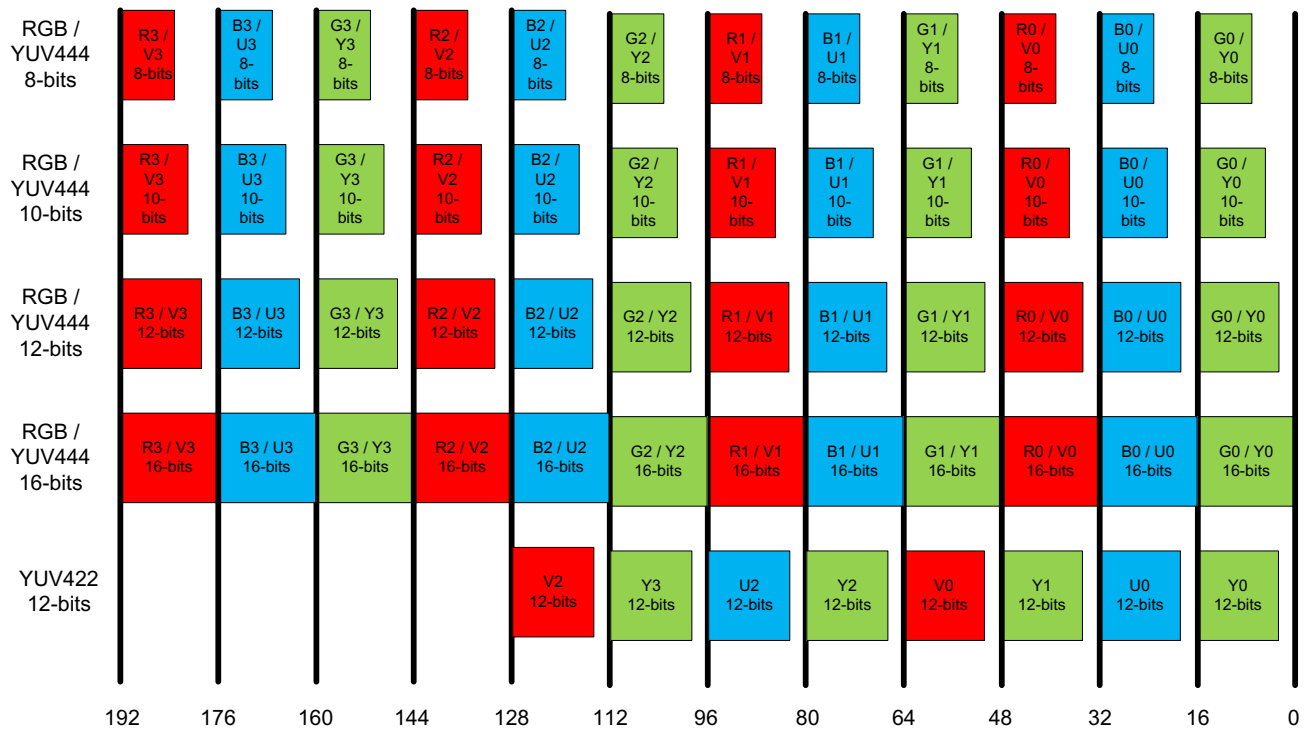 RGB /
YUV444
8-bits
R3 /
V3
8-bits
B3 /
U3
8-
bits
G3 /
Y3
8-
bits
R2 /
V2
8-bits
B2 /
U2
8-
bits
G2 /
Y2
8-bits
R1 /
V1
8-bits
B1 /
U1
8-bits
G1 /
Y1
8-
bits
R0 /
V0
8-
bits
B0 /
U0
8-
bits
G0 /
Y0
8-bits
RGB /
YUV444
10-bits
R3 /
V3
10-
bits
B3 /
U3
10-
bits
G3 /
Y3
10-
bits
R2 /
V2
10-
bits
B2 /
U2
10-
bits
G2 /
Y2
10-
bits
R1 /
V1
10-
bits
B1 /
U1
10-
bits
G1 /
Y1
10-
bits
R0 /
V0
10-
bits
B0 /
U0
10-
bits
G0 /
Y0
10-
bits
RGB /
YUV444
12-bits
R3 / V3
12-bits
B3 / U3
12-bits
G3 / Y3
12-bits
R2 / V2
12-bits
B2 / U2
12-bits
G2 / Y2
12-bits
R1 / V1
12-bits
B1 / U1
12-bits
G1 / Y1
12-bits
R0 / V0
12-bits
B0 / U0
12-bits
G0 / Y0
12-bits
RGB /
YUV444
16-bits
R3 / V3
16-bits
B3 / U3
16-bits
G3 / Y3
16-bits
R2 / V2
16-bits
B2 / U2
16-bits
G2 / Y2
16-bits
R1 / V1
16-bits
B1 / U1
16-bits
G1 / Y1
16-bits
R0 / V0
16-bits
B0 / U0
16-bits
G0 / Y0
16-bits
YUV422
12-bits
V2
12-bits
Y3
12-bits
U2
12-bits
Y2
12-bits
V0
12-bits
Y1
12-bits
U0
12-bits
Y0
12-bits
192 176 160 144 128 112 96 80 64 48 32 16 0